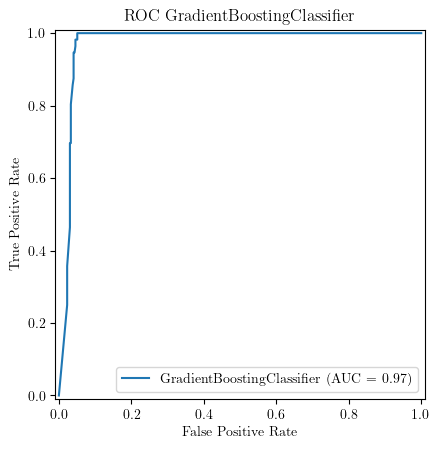 ROC GradientBoostingClassifier
1.0
0.8
0.6
0.4
0.2
0.0
True Positive Rate
GradientBoostingClassifier (AUC = 0.97)
0.0 0.2 0.4 0.6 0.8 1.0
False Positive Rate